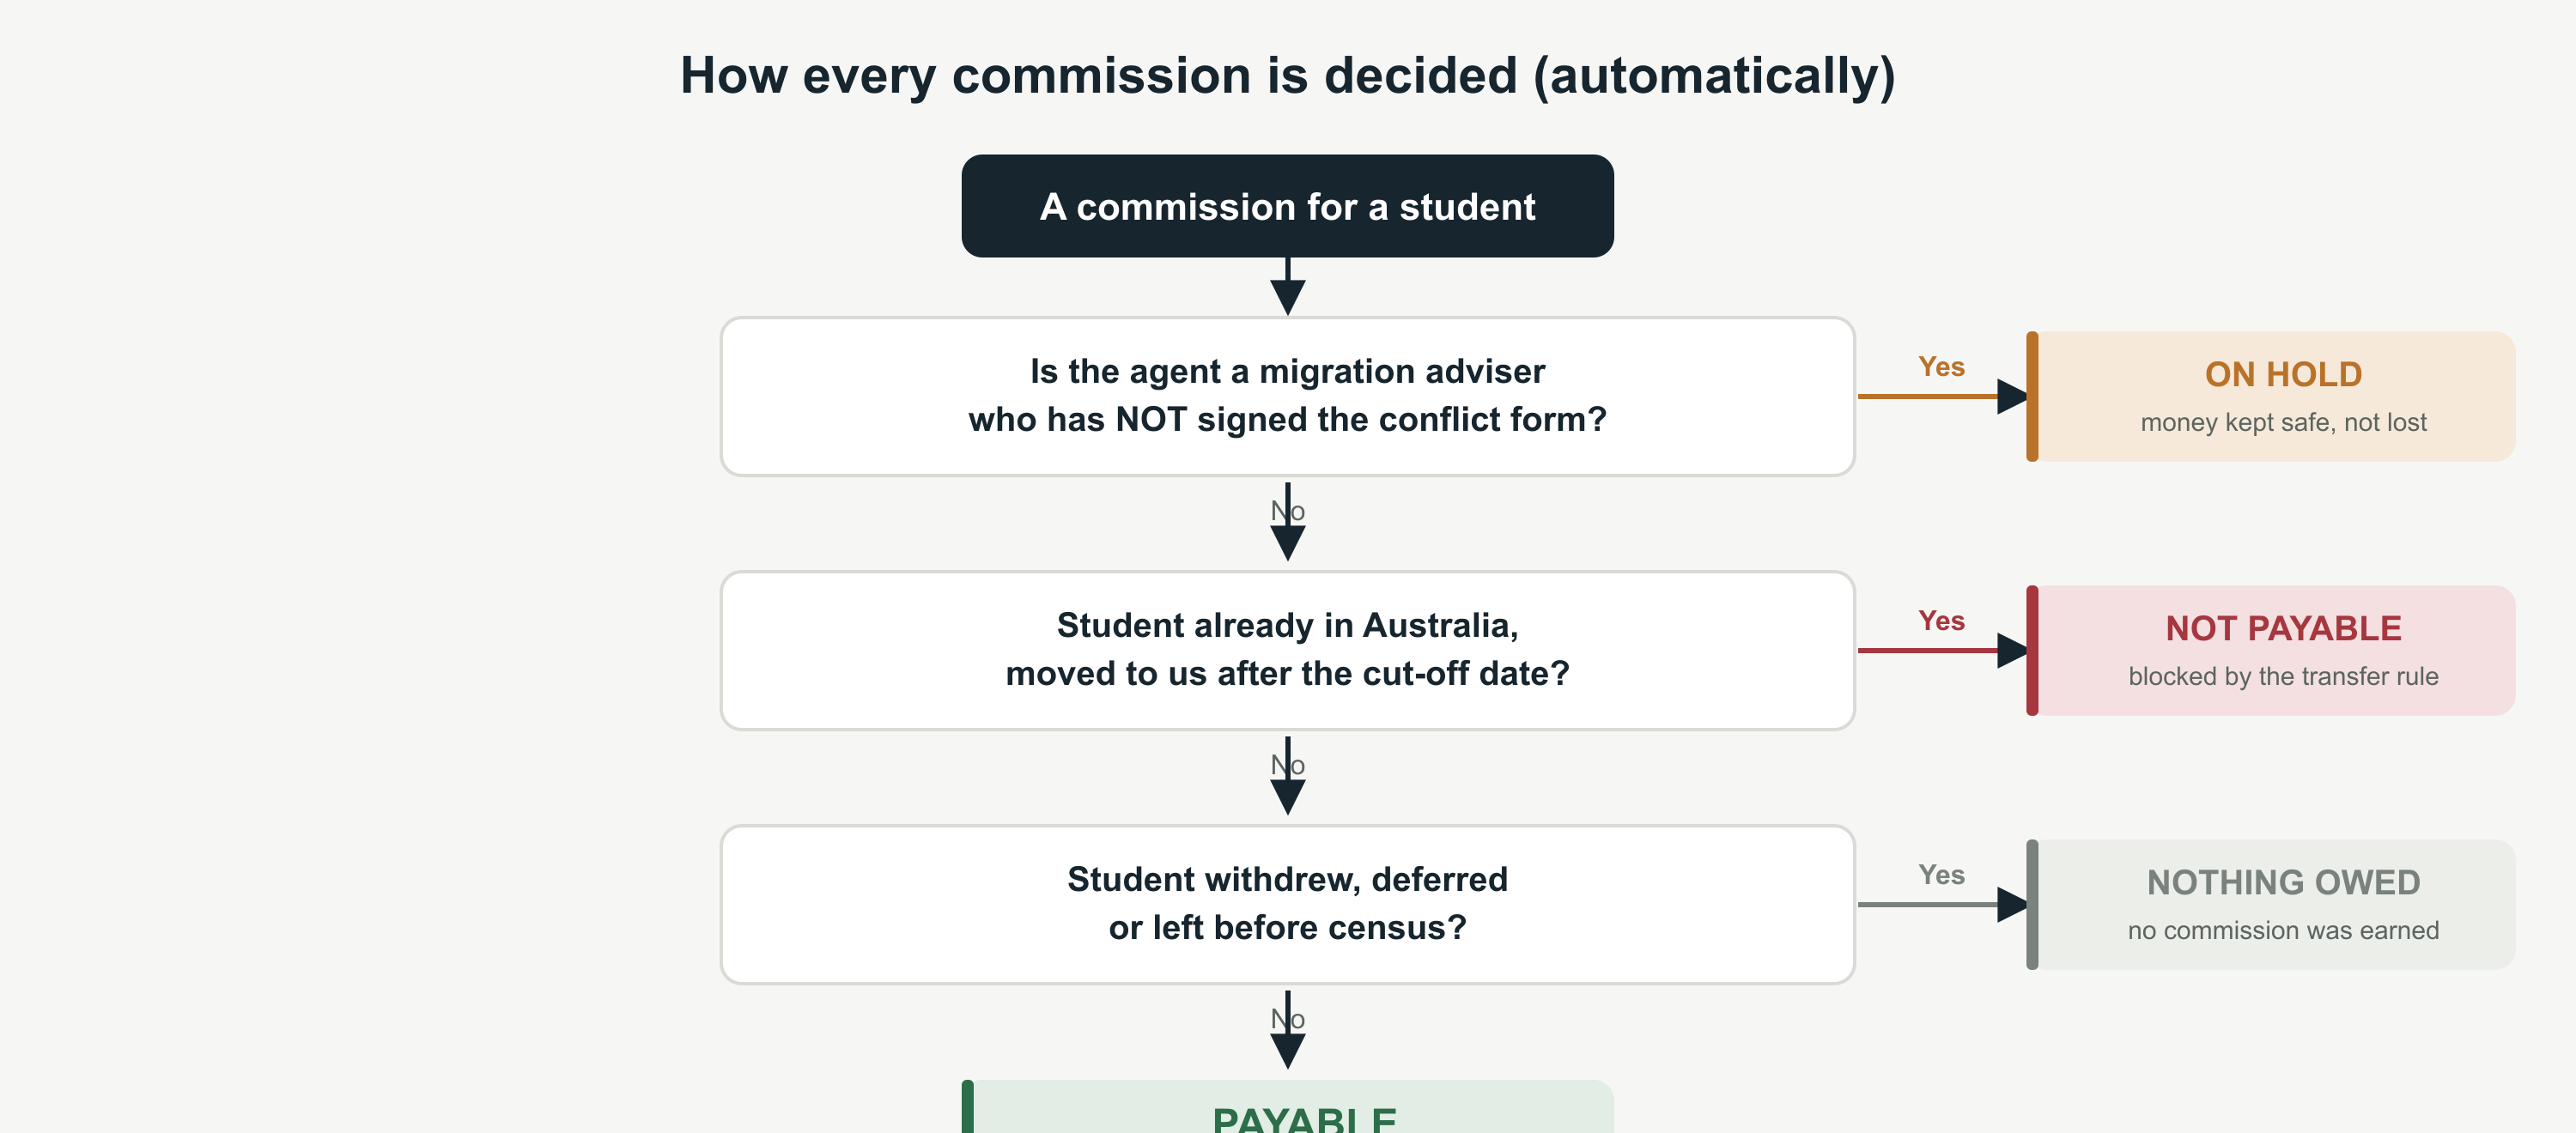 How every commission is decided (automatically)
A commission for a student
Is the agent a migration adviser
who has NOT signed the conflict form?
Yes
ON HOLD
money kept safe, not lost
No
Student already in Australia,
moved to us after the cut-off date?
Yes
NOT PAYABLE
blocked by the transfer rule
No
Student withdrew, deferred
or left before census?
Yes
NOTHING OWED
no commission was earned
No
PAYABLE